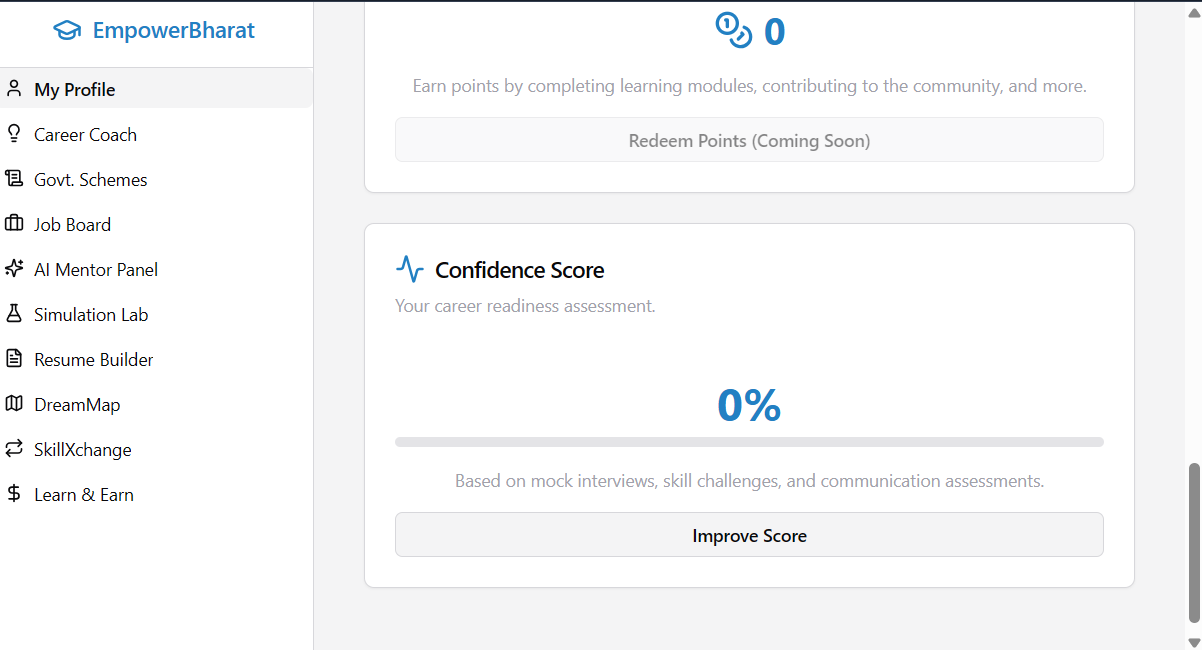 EmpowerBharat
My Profile
Career Coach
Govt. Schemes
Job Board
AI Mentor Panel
Simulation Lab
Resume Builder
DreamMap
SkillXchange
Learn & Earn
0
Earn points by completing learning modules, contributing to the community, and more.
Redeem Points (Coming Soon)
Confidence Score
Your career readiness assessment.
0%
Based on mock interviews, skill challenges, and communication assessments.
Improve Score